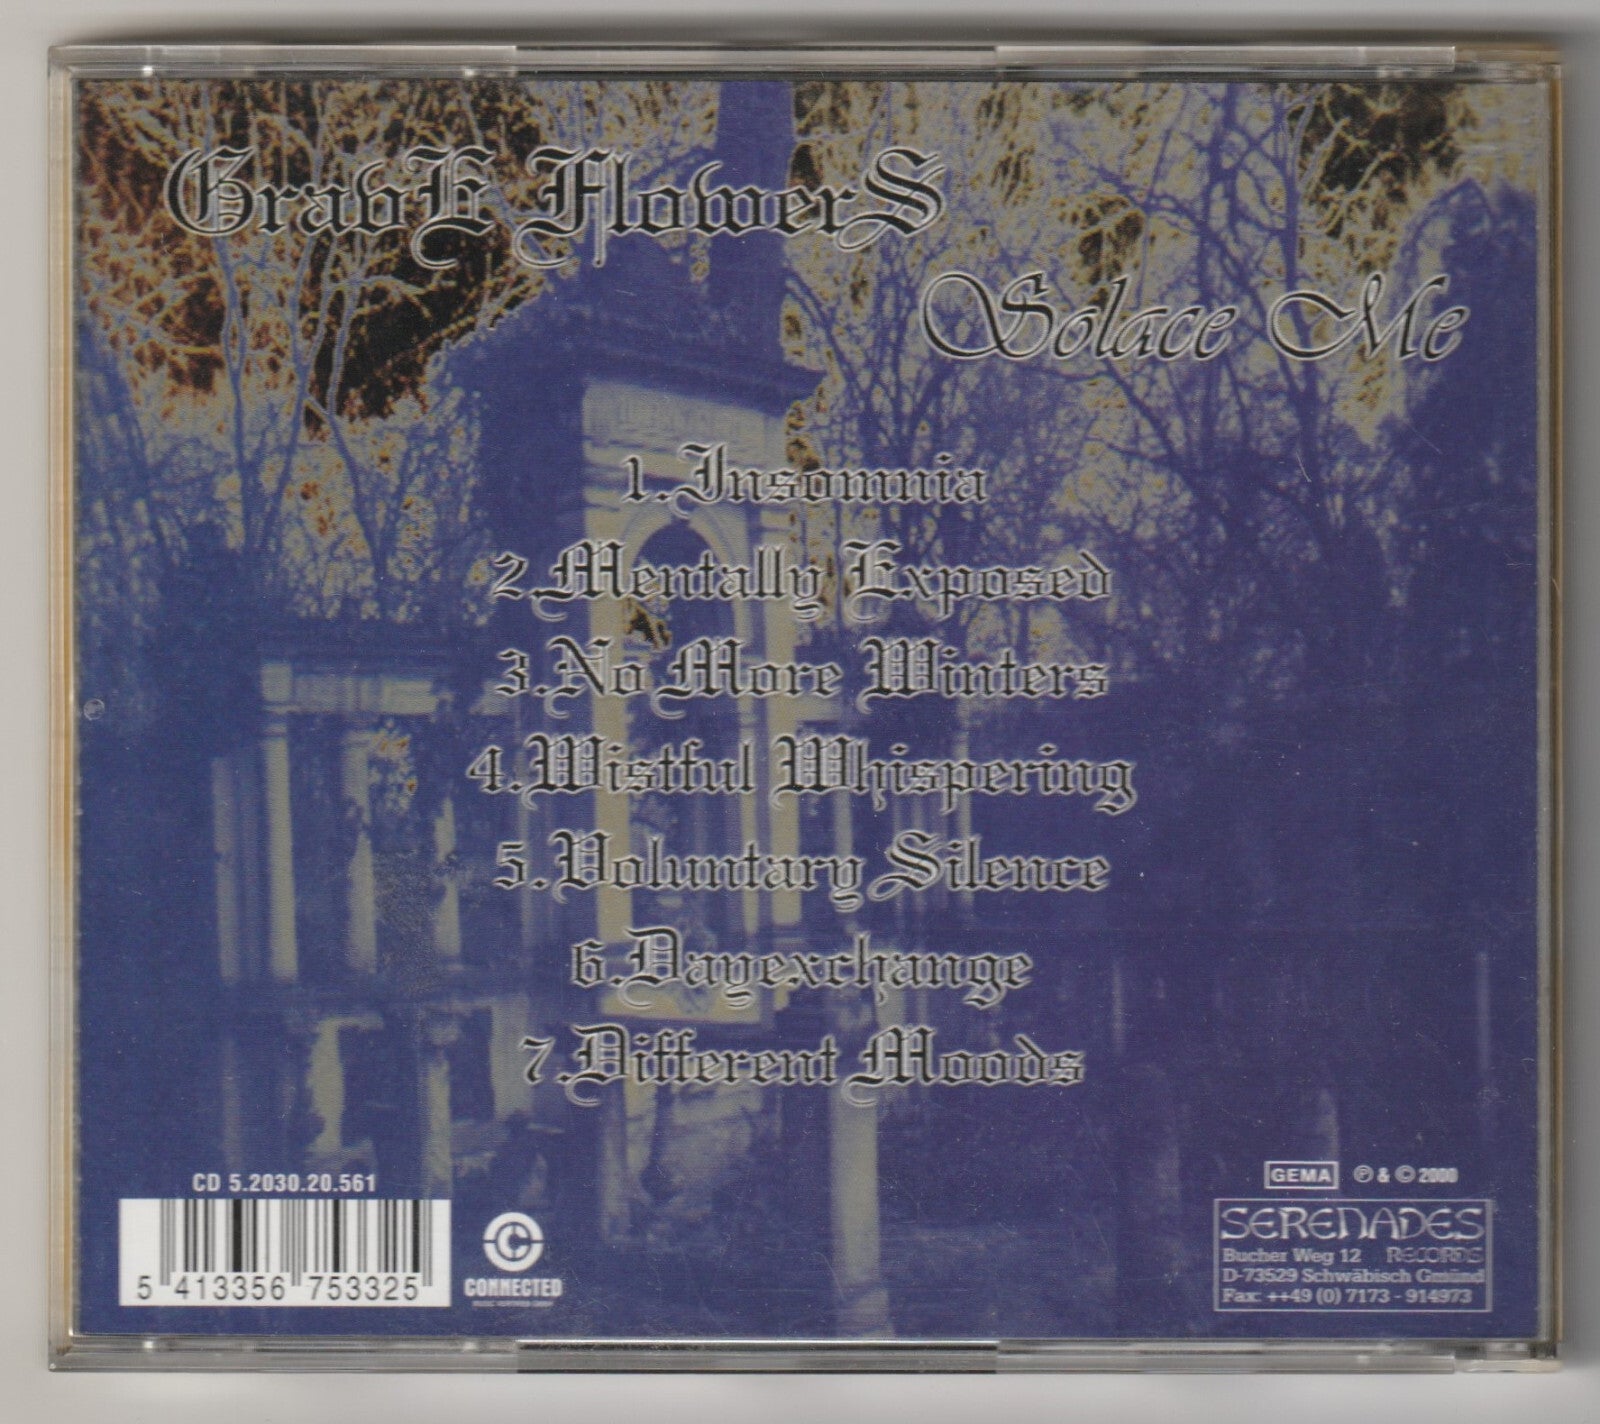 GravE FlowerS
Solace Me
1.Insomnia
2.Mentally Exposed
3.No More Winters
4.Wistful Whispering
5.Voluntary Silence
6.Dayexchange
7.Different Moods
CD 5.2030.20.561
5 413356 753325
CONNECTED
GEMA ℗ & © 2000
SERENADES
Bucher Weg 12 RECORDS
D-73529 Schwäbisch Gmünd
Fax: ++49 (0) 7173 - 914973